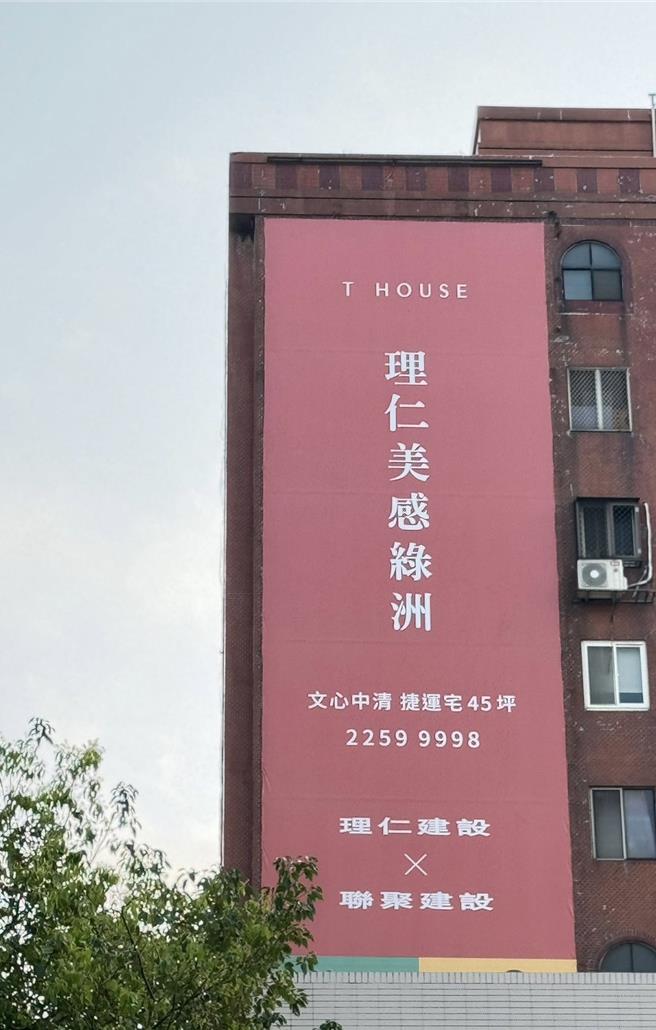 T HOUSE
理仁美感綠洲
文心中清 捷運宅45坪
2259 9998
理仁建設
×
聯聚建設